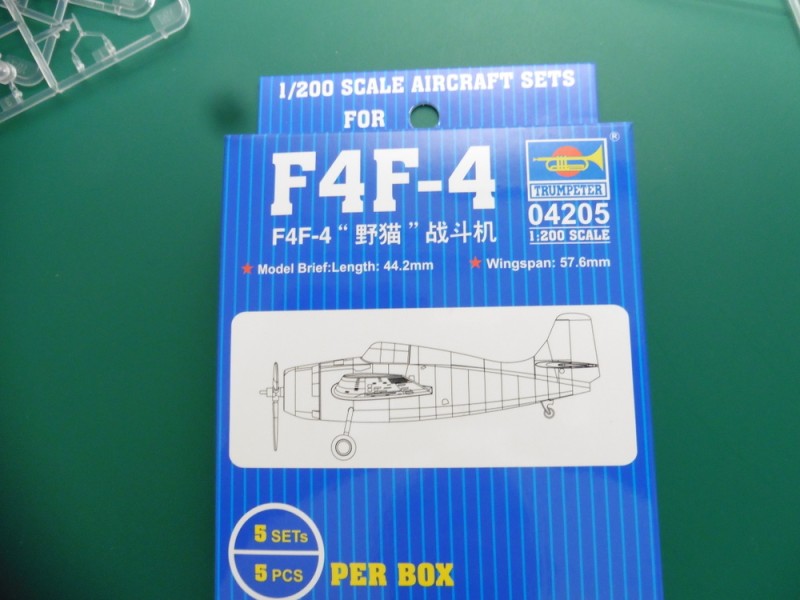 1/200 SCALE AIRCRAFT SETS
FOR
F4F-4
®
TRUMPETER
04205
1:200 SCALE
F4F-4“野猫”战斗机
★ Model Brief:Length: 44.2mm ★ Wingspan: 57.6mm
5 SETs
5 PCS
PER BOX